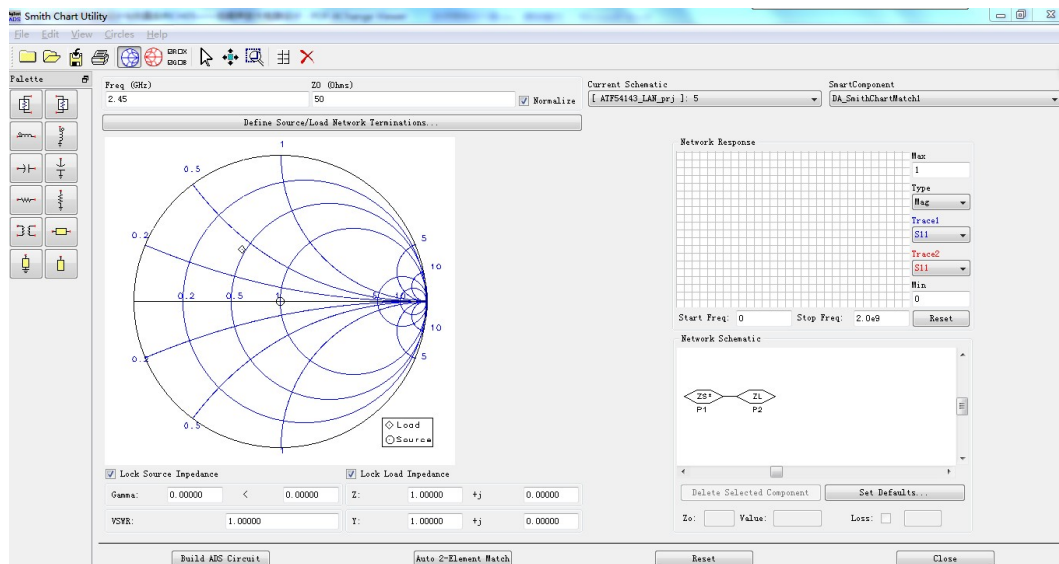 Smith Chart Utility
File Edit View Circles Help
Palette
Freq (GHz)
Z0 (Ohms)
2.45
50
Normalize
Define Source/Load Network Terminations...
Current Schematic
SmartComponent
[ ATF54143_LAN_prj ]: 5
DA_SmithChartMatch1
1
0.5
0.2
5
10
0.2 0.5 1 5 10
10
0.2
5
0.5
1
Load
Source
Lock Source Impedance
Lock Load Impedance
Gamma: 0.00000 < 0.00000 Z: 1.00000 +j 0.00000
VSWR: 1.00000 Y: 1.00000 +j 0.00000
Network Response
Max
1
Type
Mag
Trace1
S11
Trace2
S11
Min
0
Start Freq: 0 Stop Freq: 2.0e9 Reset
Network Schematic
ZS* ZL
P1 P2
Delete Selected Component Set Defaults...
Zo: Value: Loss:
Build ADS Circuit Auto 2-Element Match Reset Close